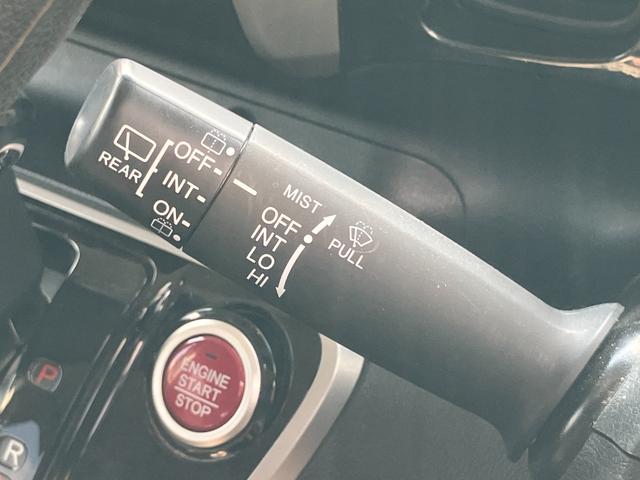 REAR
OFF
INT
ON
MIST
OFF
INT
LO
HI
PULL
ENGINE
START
STOP
P
R